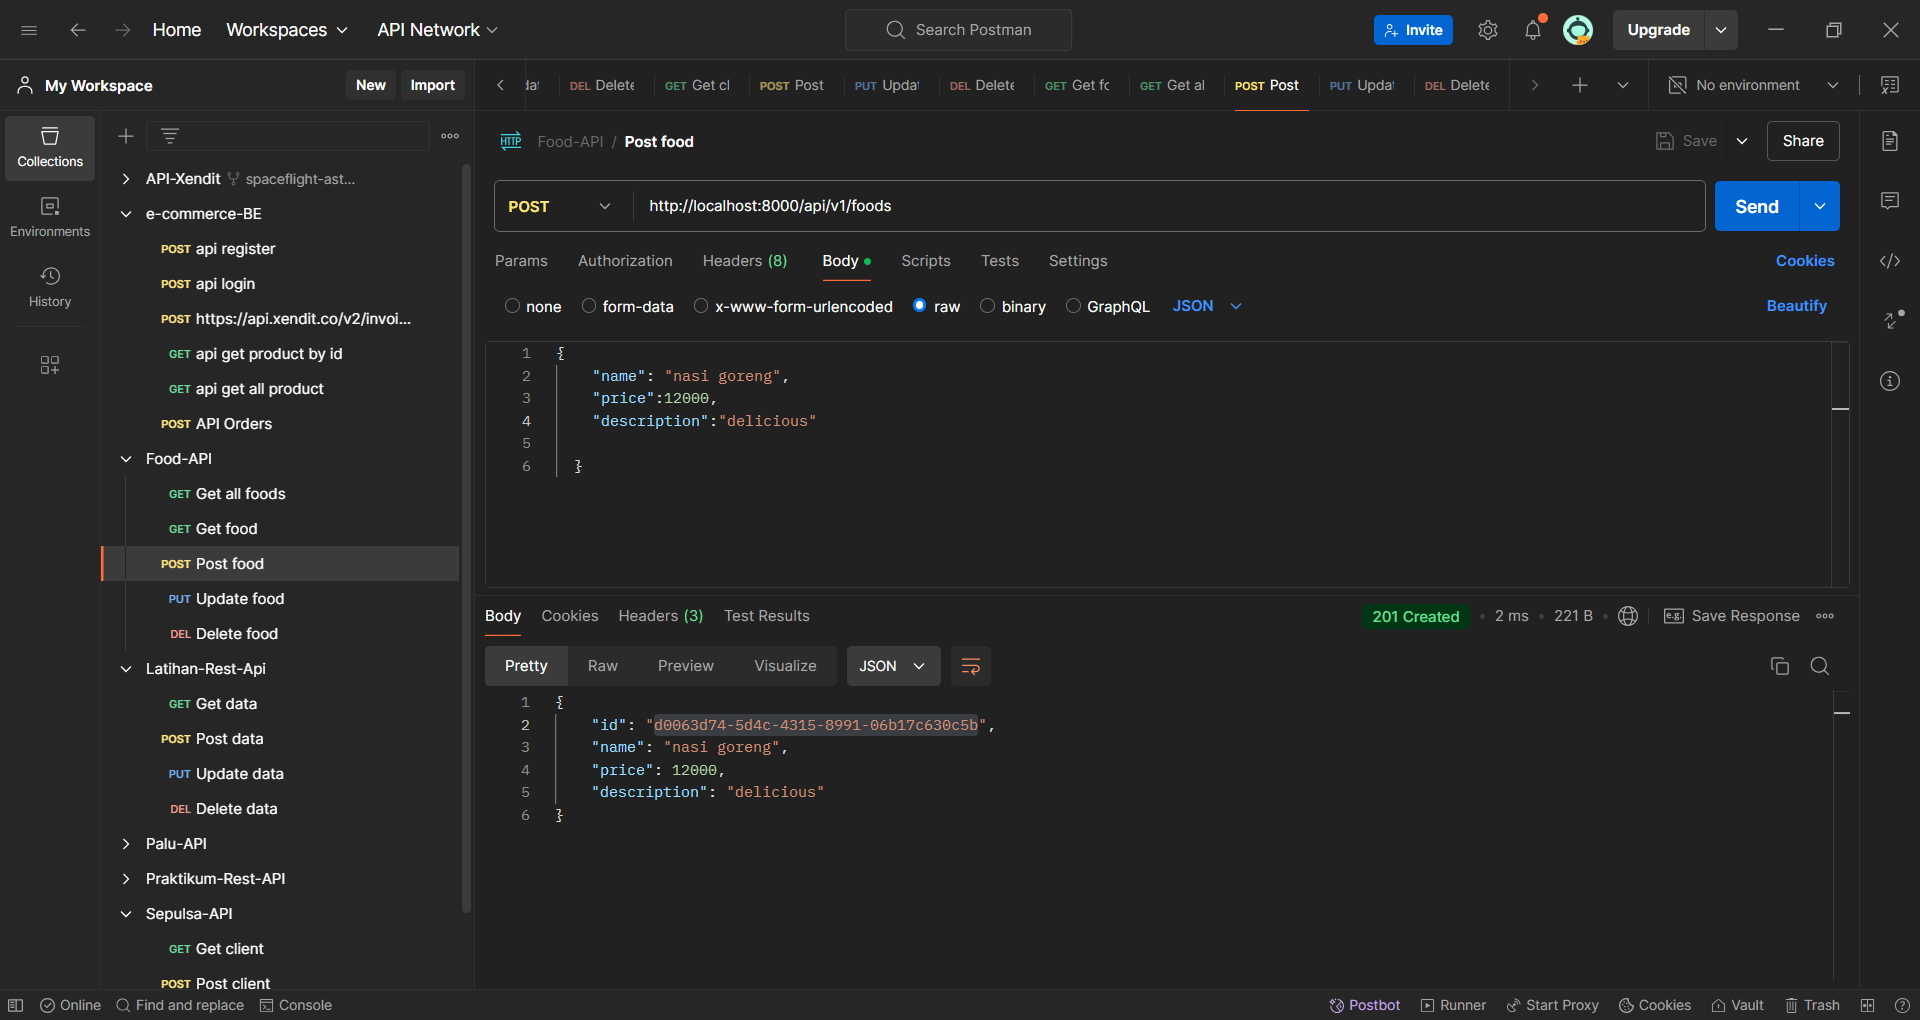 Home Workspaces API Network Search Postman Invite Upgrade
My Workspace New Import
DEL Delete GET Get cl POST Post PUT Updat DEL Delete GET Get fc GET Get al POST Post PUT Updat DEL Delete No environment
Collections
Environments
History
API-Xendit spaceflight-ast...
e-commerce-BE
POST api register
POST api login
POST https://api.xendit.co/v2/invoi...
GET api get product by id
GET api get all product
POST API Orders
Food-API
GET Get all foods
GET Get food
POST Post food
PUT Update food
DEL Delete food
Latihan-Rest-Api
GET Get data
POST Post data
PUT Update data
DEL Delete data
Palu-API
Praktikum-Rest-API
Sepulsa-API
GET Get client
POST Post client
HTTP Food-API / Post food Save Share
POST http://localhost:8000/api/v1/foods Send
Params Authorization Headers (8) Body Scripts Tests Settings Cookies
none form-data x-www-form-urlencoded raw binary GraphQL JSON Beautify
1 {
2 "name": "nasi goreng",
3 "price":12000,
4 "description":"delicious"
5
6 }
Body Cookies Headers (3) Test Results 201 Created 2 ms 221 B e.g. Save Response
Pretty Raw Preview Visualize JSON
1 {
2 "id": "d0063d74-5d4c-4315-8991-06b17c630c5b",
3 "name": "nasi goreng",
4 "price": 12000,
5 "description": "delicious"
6 }
Online Find and replace Console Postbot Runner Start Proxy Cookies Vault Trash